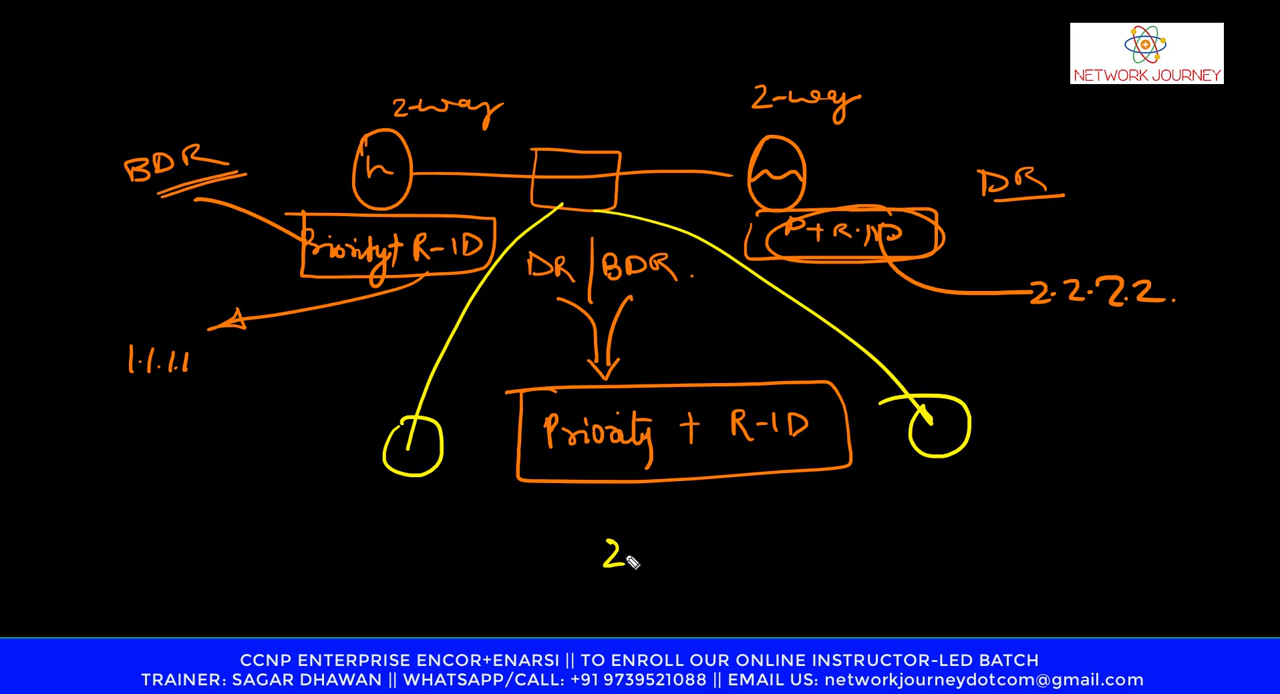 NETWORK JOURNEY
2-way
2-way
BDR
DR
Priority + R-ID
P + R-ID
DR | BDR.
2.2.2.2.
1.1.1.1
Priority + R-ID
2
CCNP ENTERPRISE ENCOR+ENARSI || TO ENROLL OUR ONLINE INSTRUCTOR-LED BATCH
TRAINER: SAGAR DHAWAN || WHATSAPP/CALL: +91 9739521088 || EMAIL US: networkjourneydotcom@gmail.com